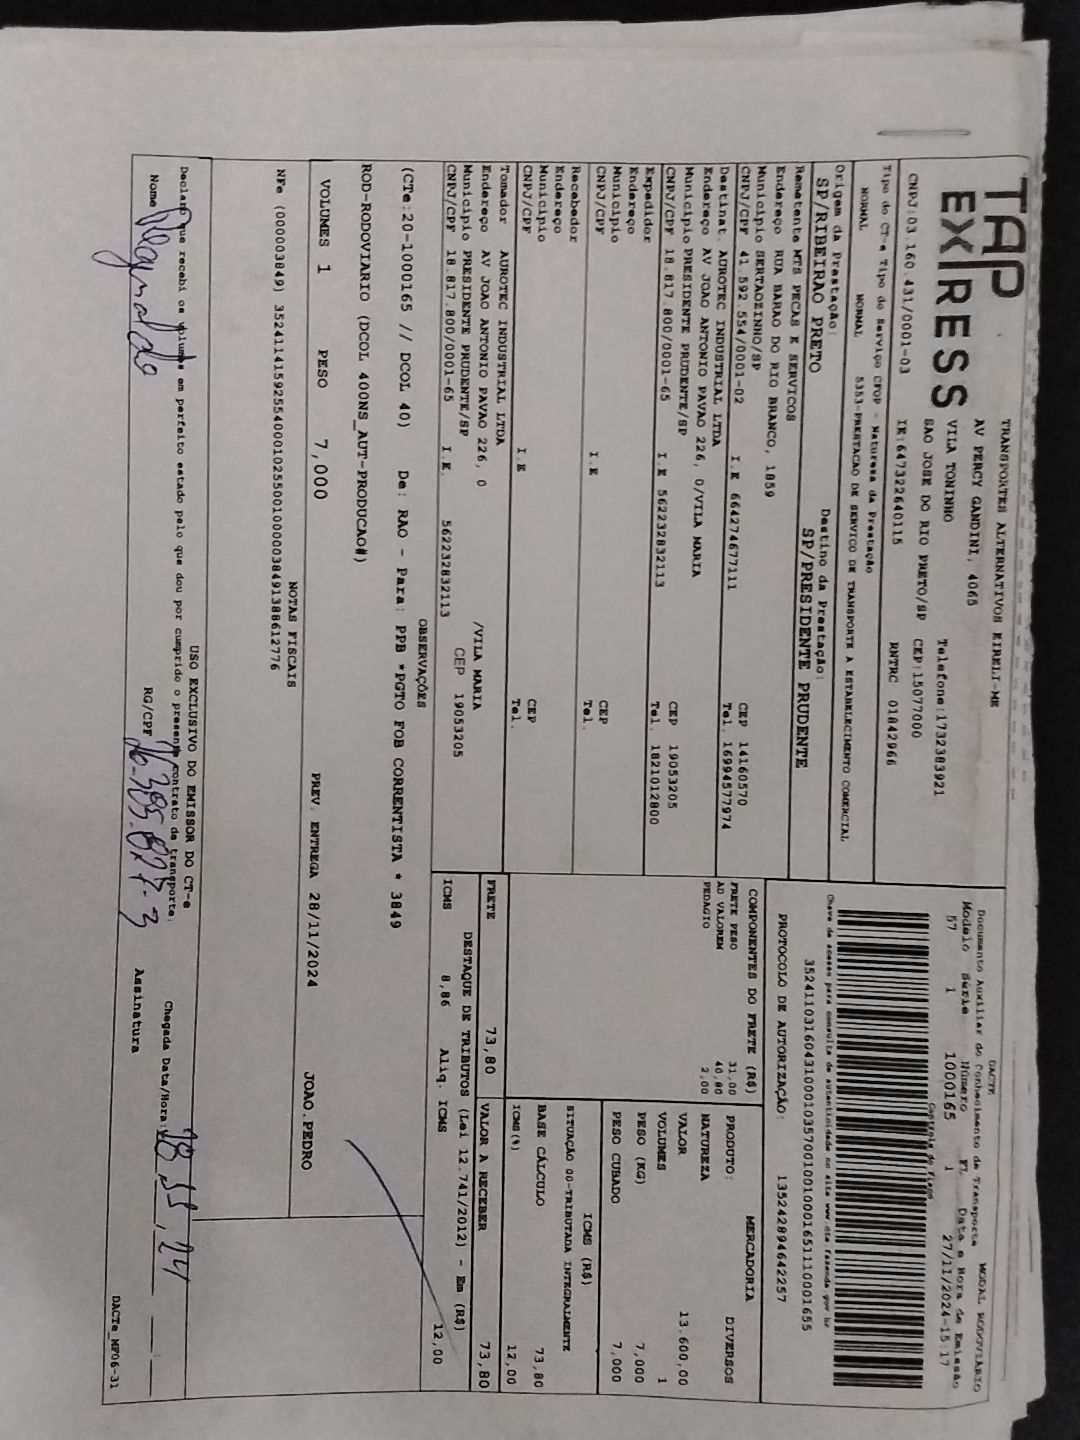 TAP
EXPRESS
TRANSPORTES ALTERNATIVOS EIRELI-ME
AV PERCY GANDINI, 4065
VILA TONINHO Telefone:1732383921
SAO JOSE DO RIO PRETO/SP CEP:15077000
CNPJ:03.160.431/0001-03 IE:647322640115 RNTRC 01842966
Tipo do CT-e Tipo do Serviço CFOP - Natureza da Prestação
NORMAL NORMAL 5353-PRESTACAO DE SERVICO DE TRANSPORTE A ESTABELECIMENTO COMERCIAL
Origem da Prestação: Destino da Prestação:
SP/RIBEIRAO PRETO SP/PRESIDENTE PRUDENTE
Remetente MTS PECAS E SERVICOS
Endereço RUA BARAO DO RIO BRANCO, 1859
Município SERTAOZINHO/SP CEP 14160570
CNPJ/CPF 41.592.554/0001-02 I.E 664274677111 Tel. 16994577974
Destinat. AUROTEC INDUSTRIAL LTDA
Endereço AV JOAO ANTONIO PAVAO 226, 0/VILA MARIA
Município PRESIDENTE PRUDENTE/SP CEP 19053205
CNPJ/CPF 18.817.800/0001-65 I.E 562232832113 Tel. 1821012800
Expedidor
Endereço
Município CEP
CNPJ/CPF I.E Tel.
Recebedor
Endereço
Município CEP
CNPJ/CPF I.E Tel.
Tomador AUROTEC INDUSTRIAL LTDA
Endereço AV JOAO ANTONIO PAVAO 226, 0 /VILA MARIA
Município PRESIDENTE PRUDENTE/SP CEP 19053205
CNPJ/CPF 18.817.800/0001-65 I.E. 562232832113
DACTE MODAL RODOVIÁRIO
Documento Auxiliar do Conhecimento de Transporte
Modelo Série Número FL Data e Hora de Emissão
57 1 1000165 1 27/11/2024-15:17
Controle do Fisco
Chave de acesso para consulta de autenticidade no site www.cte.fazenda.gov.br
35241103160431000103570010010001651110001655
PROTOCOLO DE AUTORIZAÇÃO: 135242894642257
COMPONENTES DO FRETE (R$)
FRETE PESO 31,00
AD VALOREM 40,80
PEDAGIO 2,00
MERCADORIA
PRODUTO: DIVERSOS
NATUREZA
VALOR 13.600,00
VOLUMES 1
PESO (KG) 7,000
PESO CUBADO 7,000
ICMS (R$)
SITUAÇÃO 00-TRIBUTADA INTEGRALMENTE
BASE CÁLCULO 73,80
ICMS(%) 12,00
FRETE 73,80 VALOR A RECEBER 73,80
DESTAQUE DE TRIBUTOS (Lei 12.741/2012) - Em (R$)
ICMS 8,86 Aliq. ICMS 12,00
OBSERVAÇÕES
(CTe:20-1000165 // DCOL 40) De: RAO - Para: PPB *PGTO FOB CORRENTISTA * 3849
ROD-RODOVIARIO (DCOL 400NS_AUT-PRODUCAO#)
VOLUMES 1 PESO 7,000 PREV. ENTREGA 28/11/2024 JOAO.PEDRO
NOTAS FISCAIS
NFe (000003849) 35241141592554000102550010000038491388612776
USO EXCLUSIVO DO EMISSOR DO CT-e
Declaro que recebi os volumes em perfeito estado pelo que dou por cumprido o presente contrato de transporte. Chegada Data/Hora:
Nome Reginaldo RG/CPF 26.395.827-3 Assinatura
DACTe_MP06-31